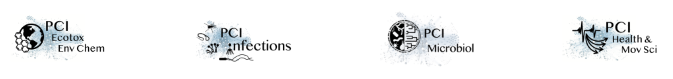 PCI
Ecotox
Env Chem
PCI
infections
PCI
Microbiol
PCI
Health &
Mov Sci